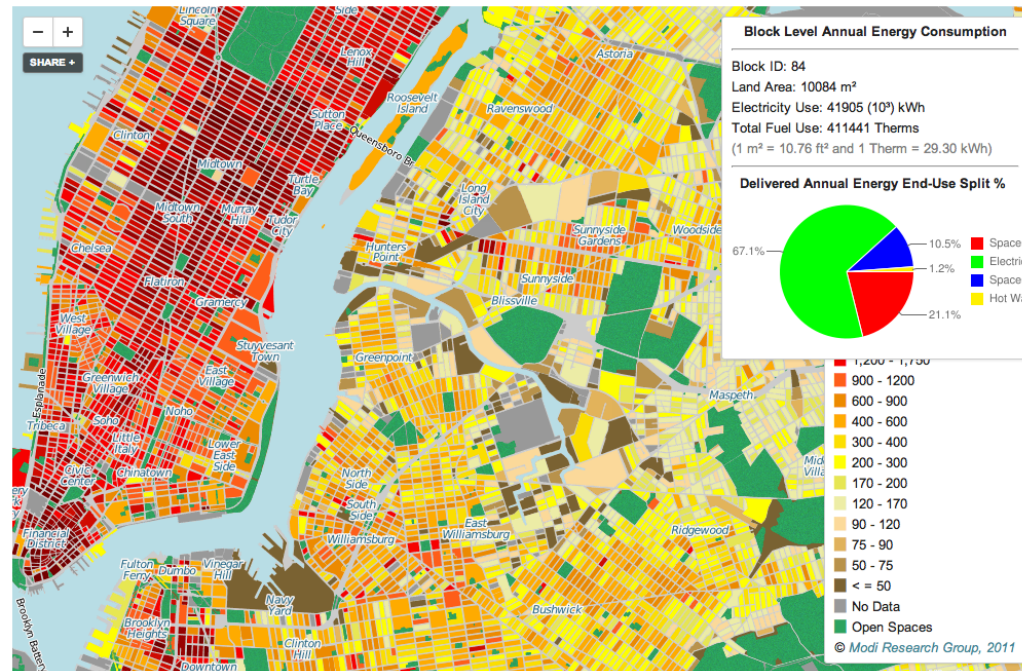 −
+
SHARE +
Lincoln
Square
Side
Lenox
Hill
Roosevelt
Island
Sutton
Place
Queensboro Br
Clinton
Midtown
Turtle
Bay
Midtown
South
Murray
Hill
Tudor
City
Chelsea
Flatiron
Gramercy
West
Village
Stuyvesant
Town
Esplanade
Greenwich
Village
East
Village
Noho
Soho
Tribeca
Little
Italy
Lower
East
Side
Civic
Center
Chinatown
Financial
District
Astoria
Ravenswood
Long
Island
City
Hunters
Point
Sunnyside
Gardens
Woodside
Sunnyside
Blissville
Greenpoint
Maspeth
North
Side
South
Side
Williamsburg
East
Williamsburg
Ridgewood
Fulton
Ferry
Dumbo
Vinegar
Hill
Navy
Yard
Brooklyn
Heights
Bushwick
Clinton
Hill
Downtown
Block Level Annual Energy Consumption
Block ID: 84
Land Area: 10084 m²
Electricity Use: 41905 (10³) kWh
Total Fuel Use: 411441 Therms
(1 m² = 10.76 ft² and 1 Therm = 29.30 kWh)
Delivered Annual Energy End-Use Split %
67.1%
10.5%
1.2%
21.1%
Space
Electri
Space
Hot Wa
1,200 - 1,750
900 - 1200
600 - 900
400 - 600
300 - 400
200 - 300
170 - 200
120 - 170
90 - 120
75 - 90
50 - 75
< = 50
No Data
Open Spaces
© Modi Research Group, 2011